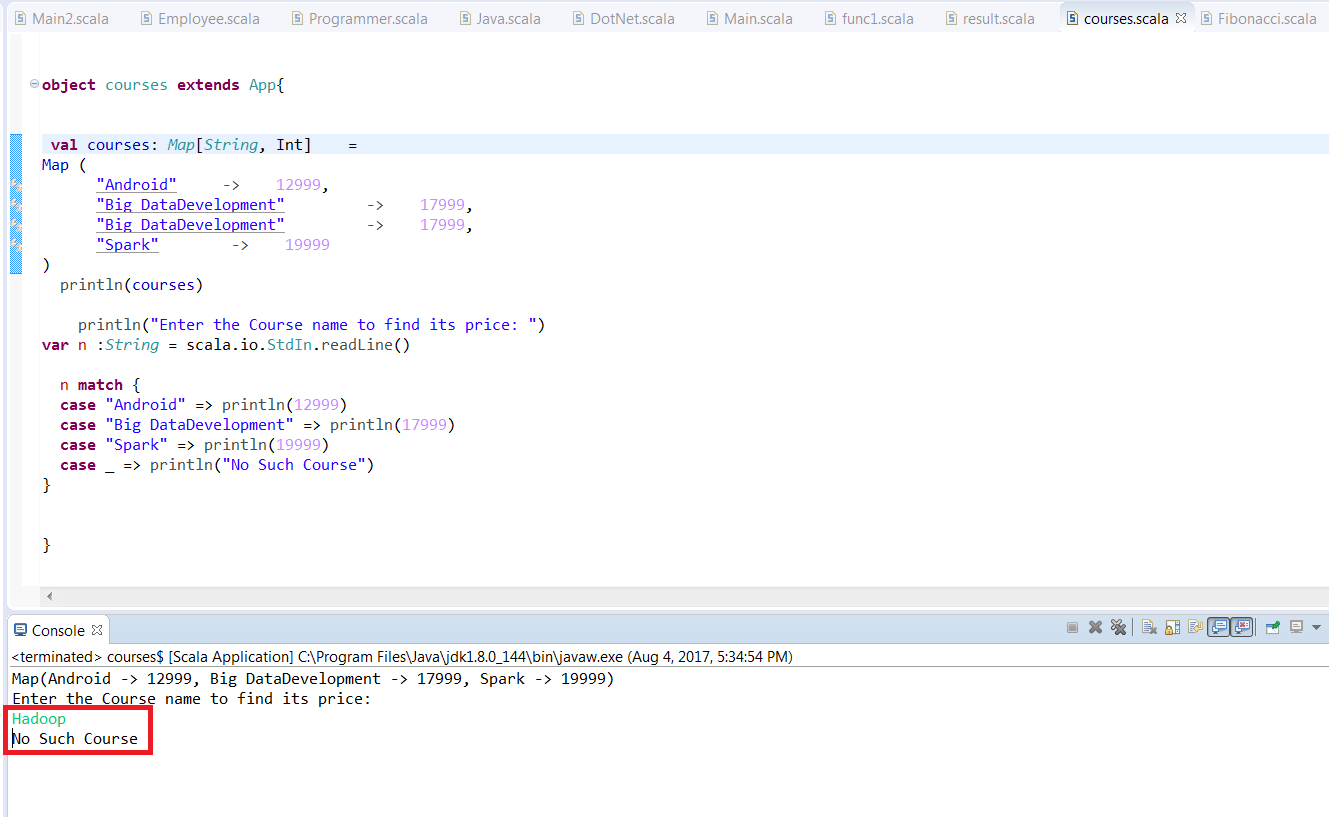 Main2.scala Employee.scala Programmer.scala Java.scala DotNet.scala Main.scala func1.scala result.scala courses.scala Fibonacci.scala
object courses extends App{
val courses: Map[String, Int] =
Map (
"Android" -> 12999,
"Big DataDevelopment" -> 17999,
"Big DataDevelopment" -> 17999,
"Spark" -> 19999
)
println(courses)
println("Enter the Course name to find its price: ")
var n :String = scala.io.StdIn.readLine()
n match {
case "Android" => println(12999)
case "Big DataDevelopment" => println(17999)
case "Spark" => println(19999)
case _ => println("No Such Course")
}
}
Console
<terminated> courses$ [Scala Application] C:\Program Files\Java\jdk1.8.0_144\bin\javaw.exe (Aug 4, 2017, 5:34:54 PM)
Map(Android -> 12999, Big DataDevelopment -> 17999, Spark -> 19999)
Enter the Course name to find its price:
Hadoop
No Such Course